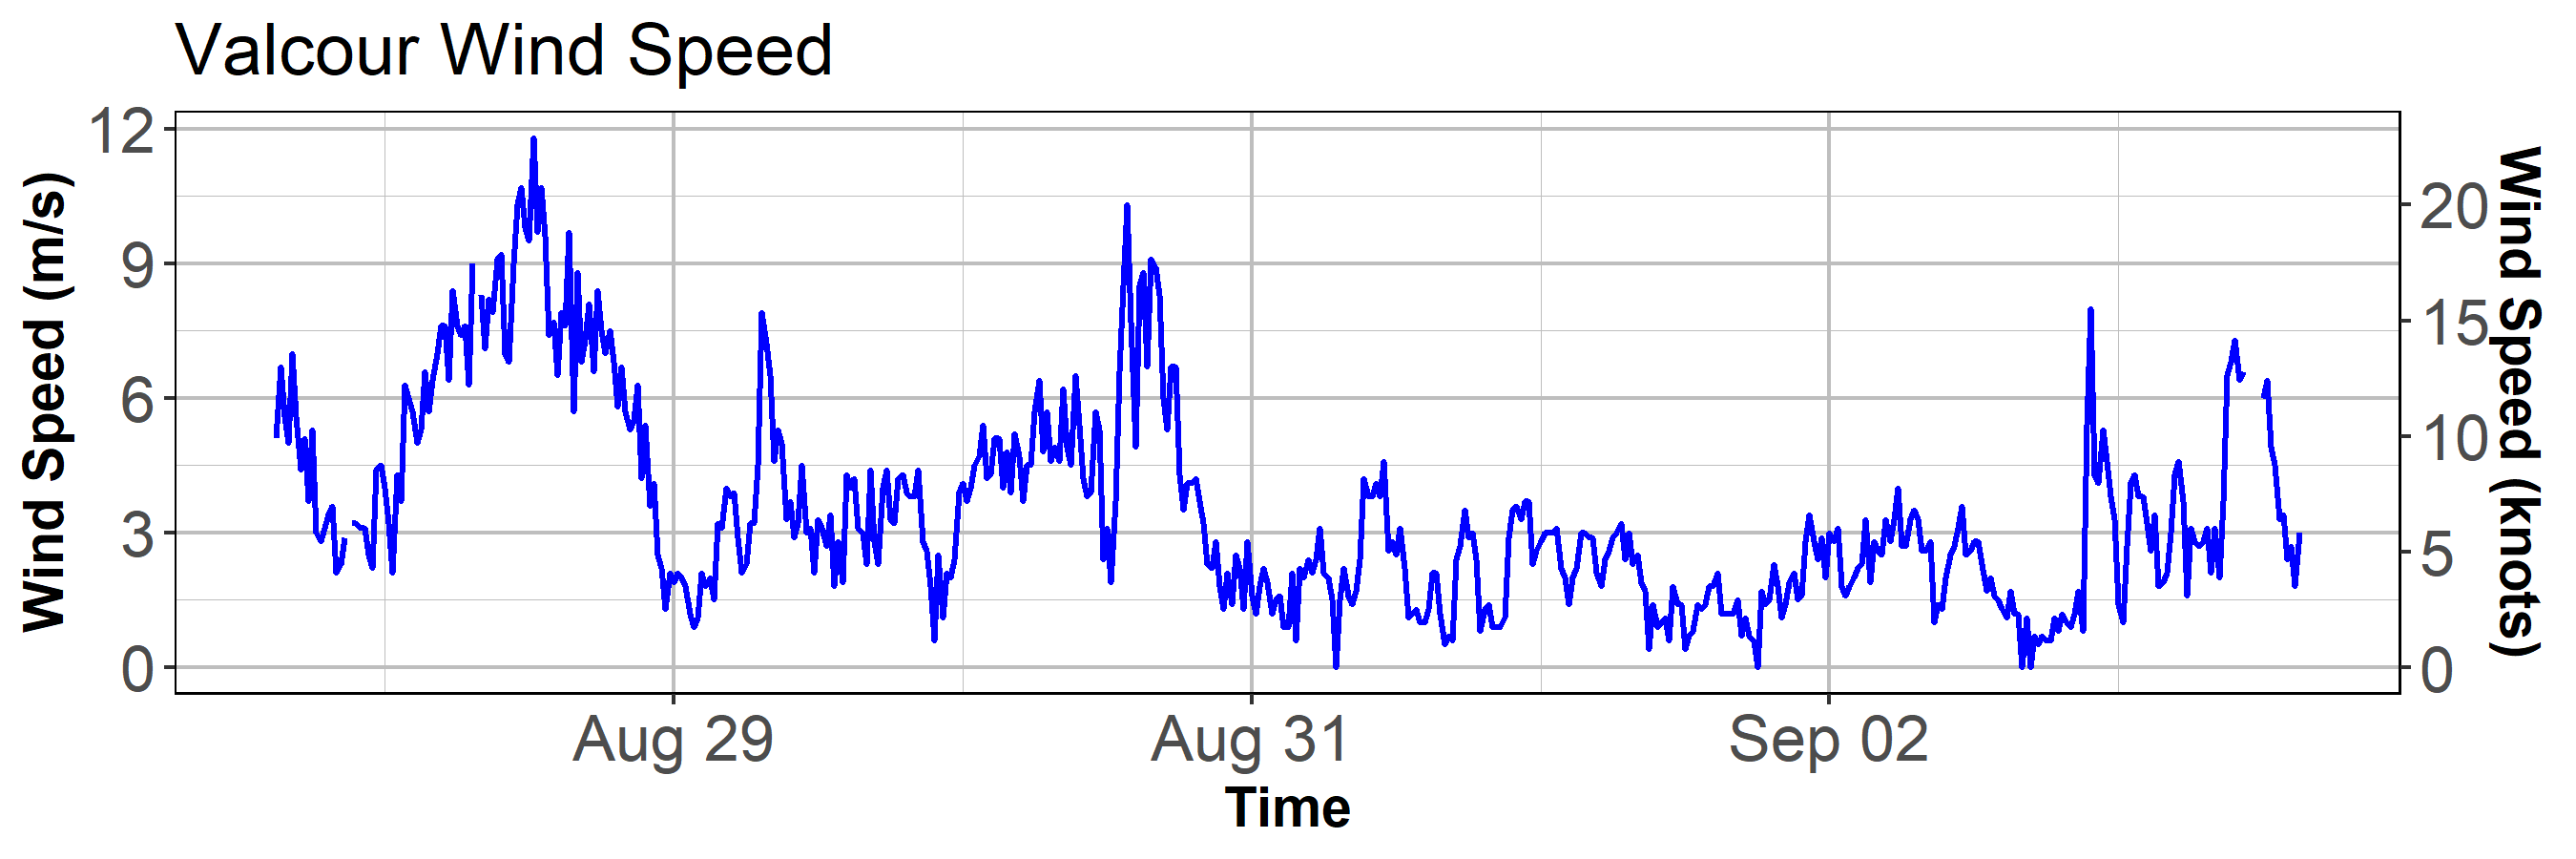 Valcour Wind Speed
Wind Speed (m/s)
12
9
6
3
0
20
15
10
5
0
Wind Speed (knots)
Aug 29
Aug 31
Sep 02
Time